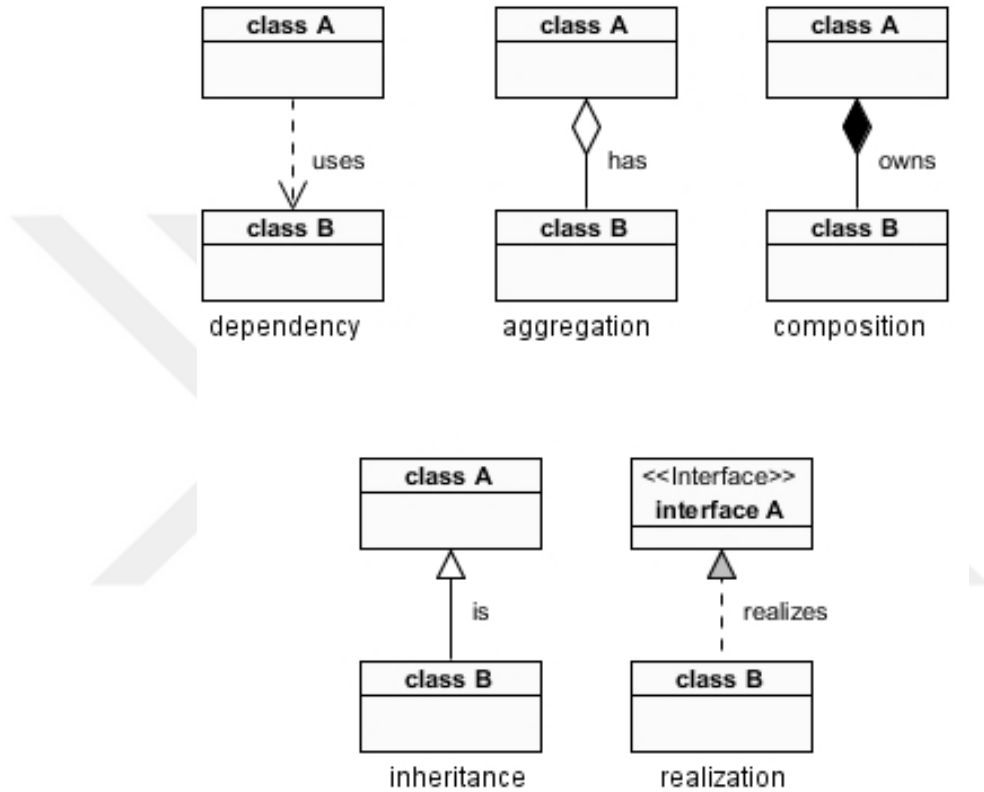 class A
uses
class B
dependency
class A
has
class B
aggregation
class A
owns
class B
composition
class A
is
class B
inheritance
<<Interface>>
interface A
realizes
class B
realization